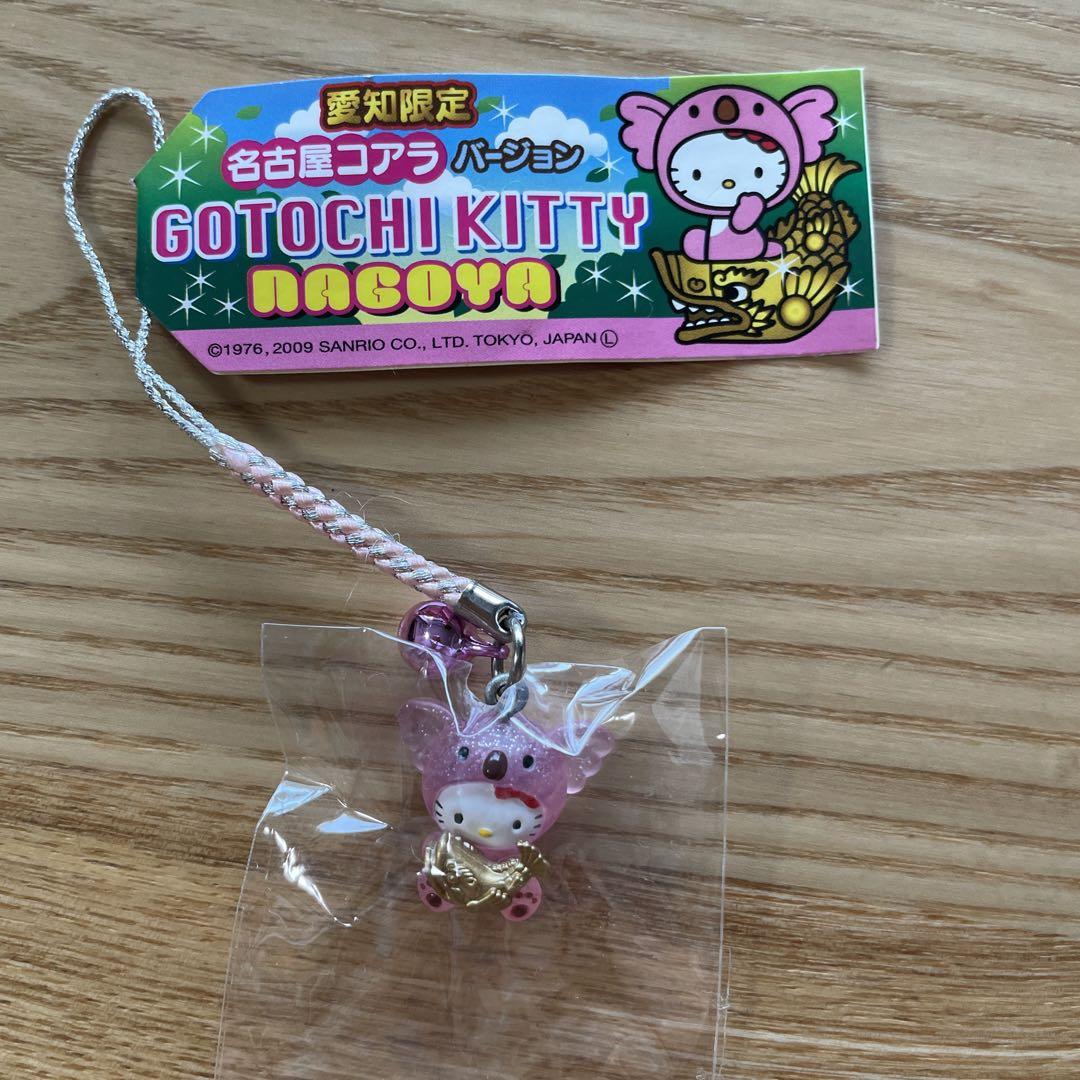 愛知限定
名古屋コアラ バージョン
GOTOCHI KITTY
NAGOYA
©1976, 2009 SANRIO CO., LTD. TOKYO, JAPAN Ⓛ